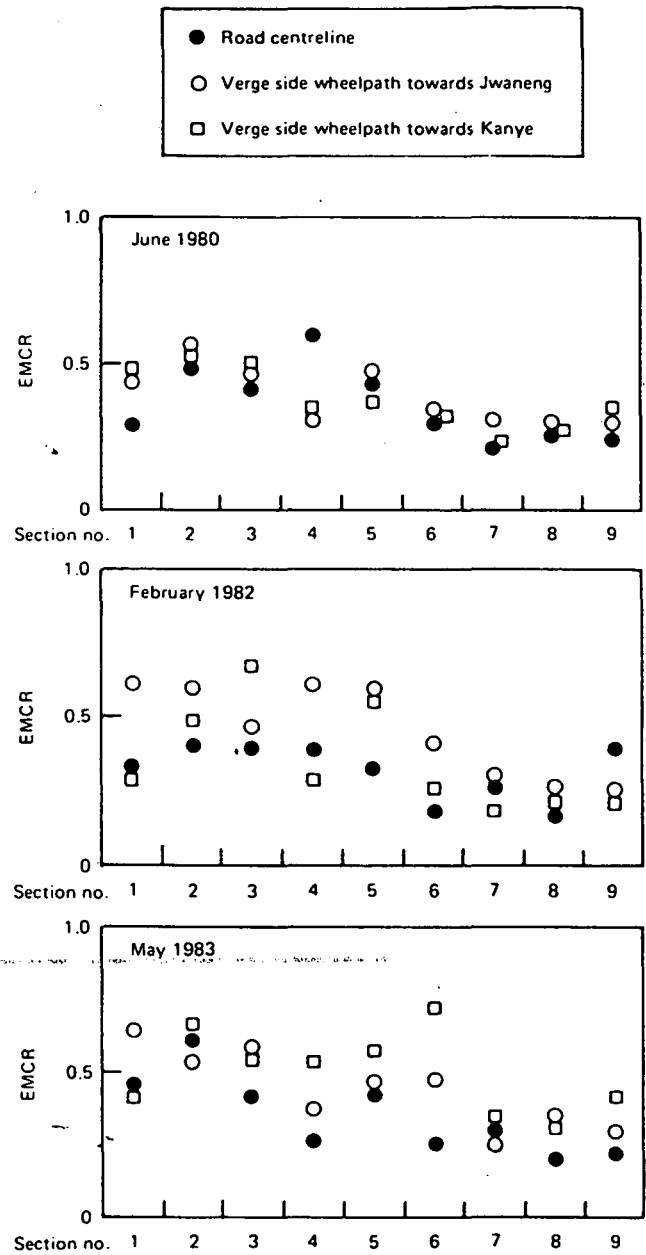 Road centreline
Verge side wheelpath towards Jwaneng
Verge side wheelpath towards Kanye
1.0
June 1980
EMCR
0.5
0
Section no. 1 2 3 4 5 6 7 8 9
1.0
February 1982
EMCR
0.5
0
Section no. 1 2 3 4 5 6 7 8 9
1.0
May 1983
EMCR
0.5
0
Section no. 1 2 3 4 5 6 7 8 9